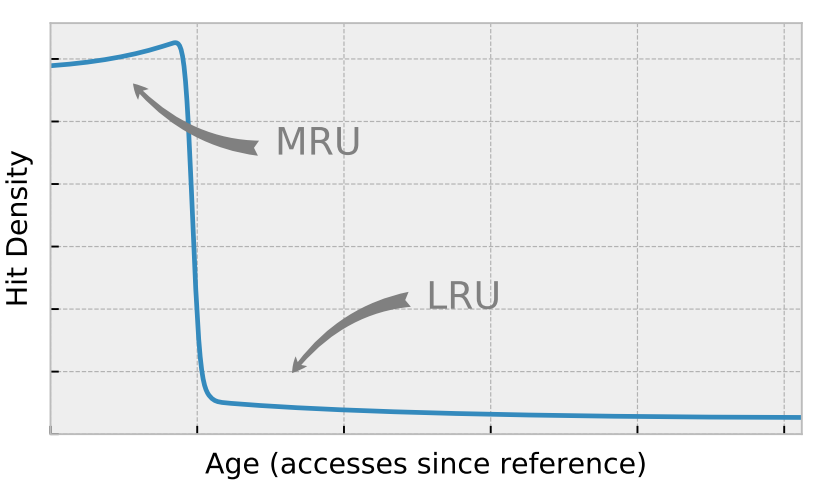 MRU
LRU
Hit Density
Age (accesses since reference)